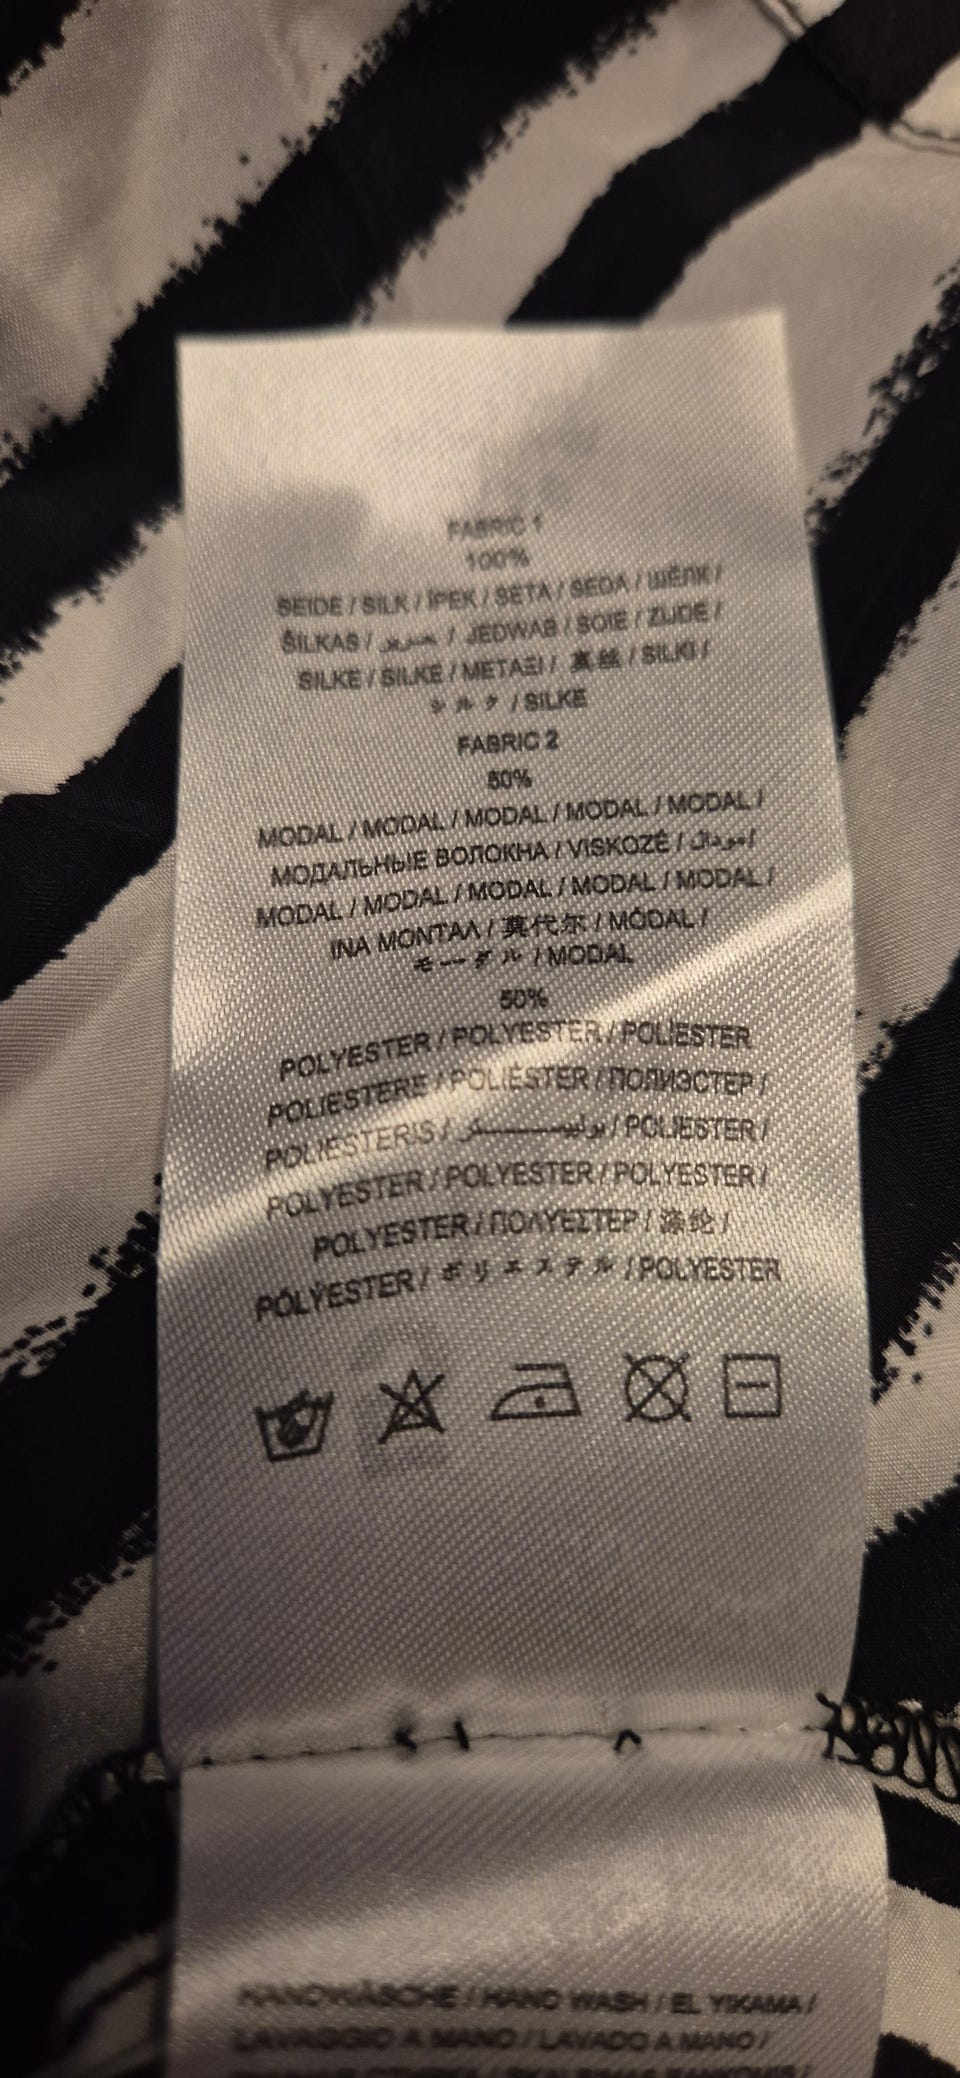 FABRIC 1
100%
SEIDE / SILK / İPEK / SETA / SEDA / ШЁЛК /
ŠILKAS / حرير / JEDWAB / SOIE / ZIJDE /
SILKE / SILKE / ΜΕΤΑΞΙ / 真丝 / SILKI /
シルク / SILKE
FABRIC 2
50%
MODAL / MODAL / MODAL / MODAL / MODAL /
МОДАЛЬНЫЕ ВОЛОКНА / VISKOZĖ / مودال /
MODAL / MODAL / MODAL / MODAL / MODAL /
ΙΝΑ ΜΟΝΤΑΛ / 莫代尔 / MÓDAL /
モーダル / MODAL
50%
POLYESTER / POLYESTER / POLİESTER
POLIESTERE / POLIÉSTER / ПОЛИЭСТЕР /
POLIESTERIS / بوليستر / POLIESTER /
POLYESTER / POLYESTER / POLYESTER /
POLYESTER / ΠΟΛΥΕΣΤΕΡ / 涤纶 /
PÓLÝESTER / ポリエステル / POLYESTER
HANDWÄSCHE / HAND WASH / EL YIKAMA /
LAVAGGIO A MANO / LAVADO A MANO /